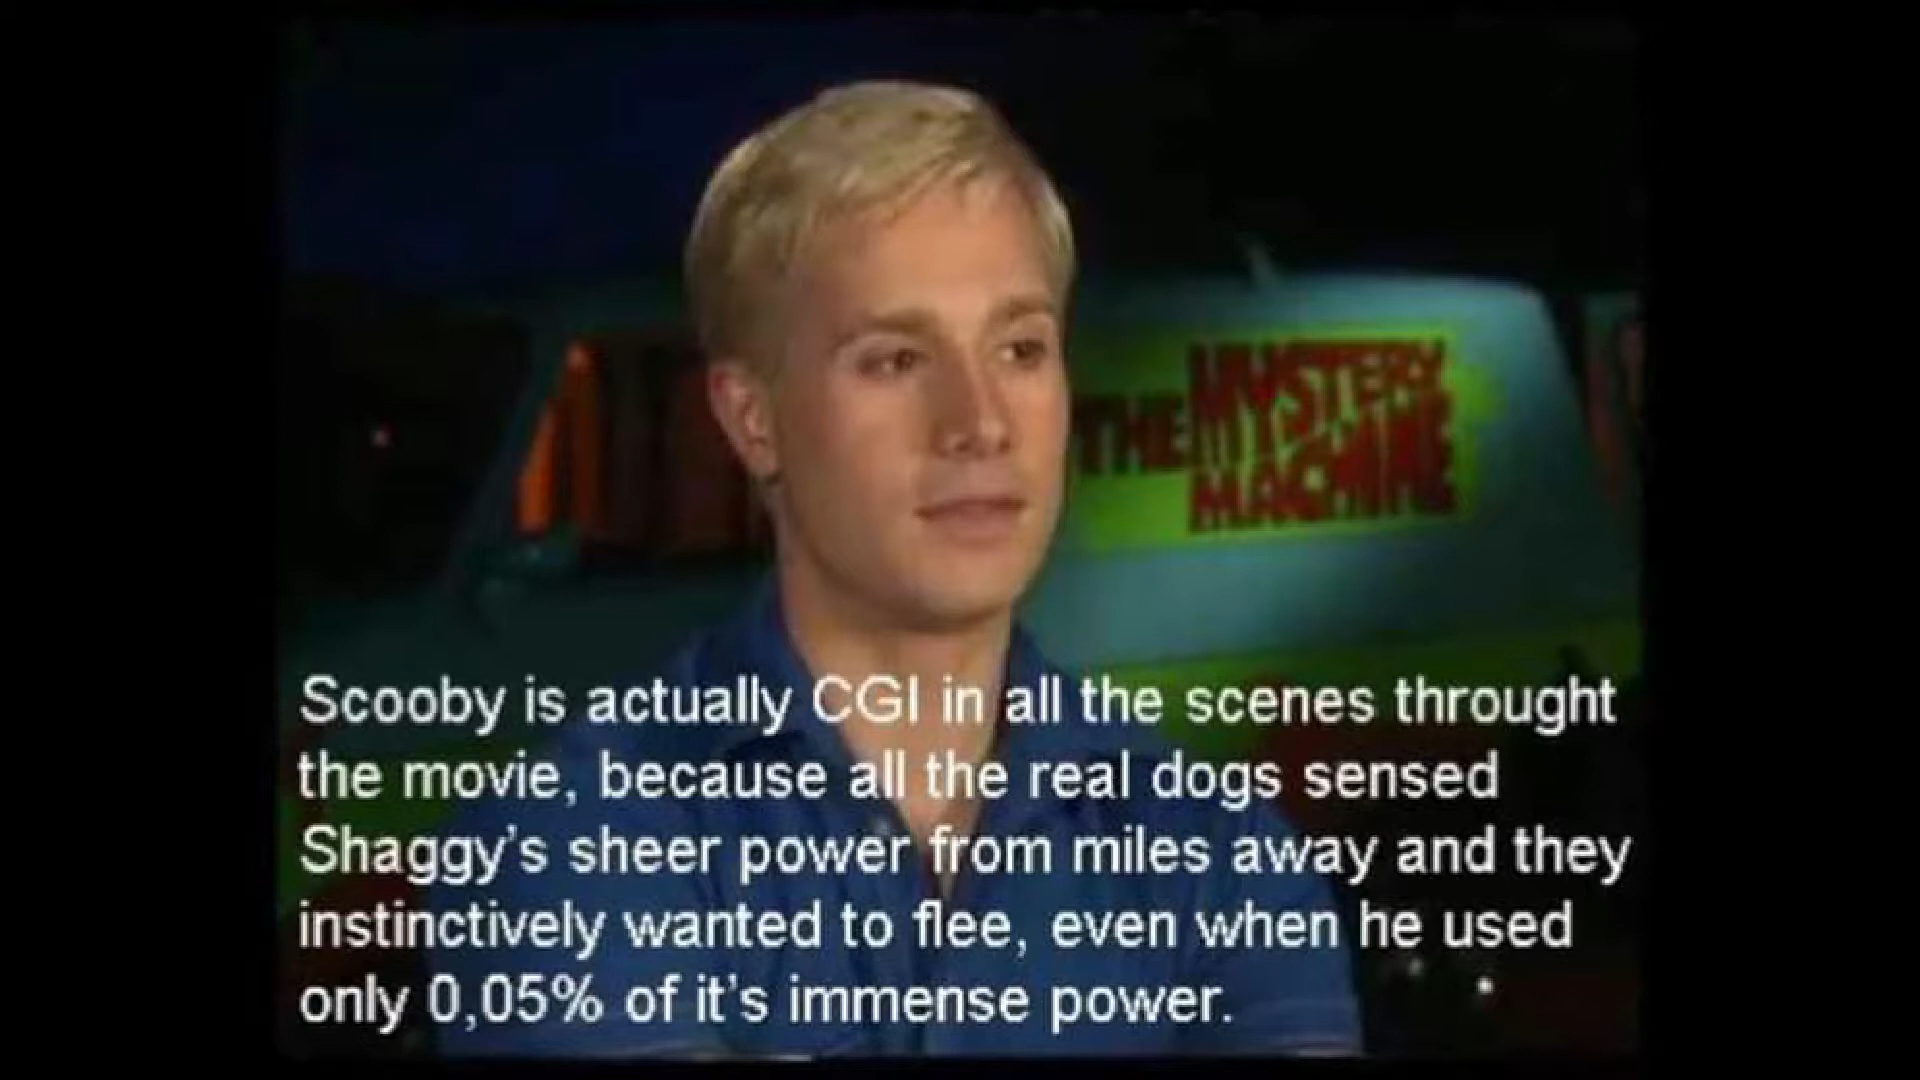 THE MYSTERY
MACHINE
Scooby is actually CGI in all the scenes throught
the movie, because all the real dogs sensed
Shaggy's sheer power from miles away and they
instinctively wanted to flee, even when he used
only 0,05% of it's immense power.